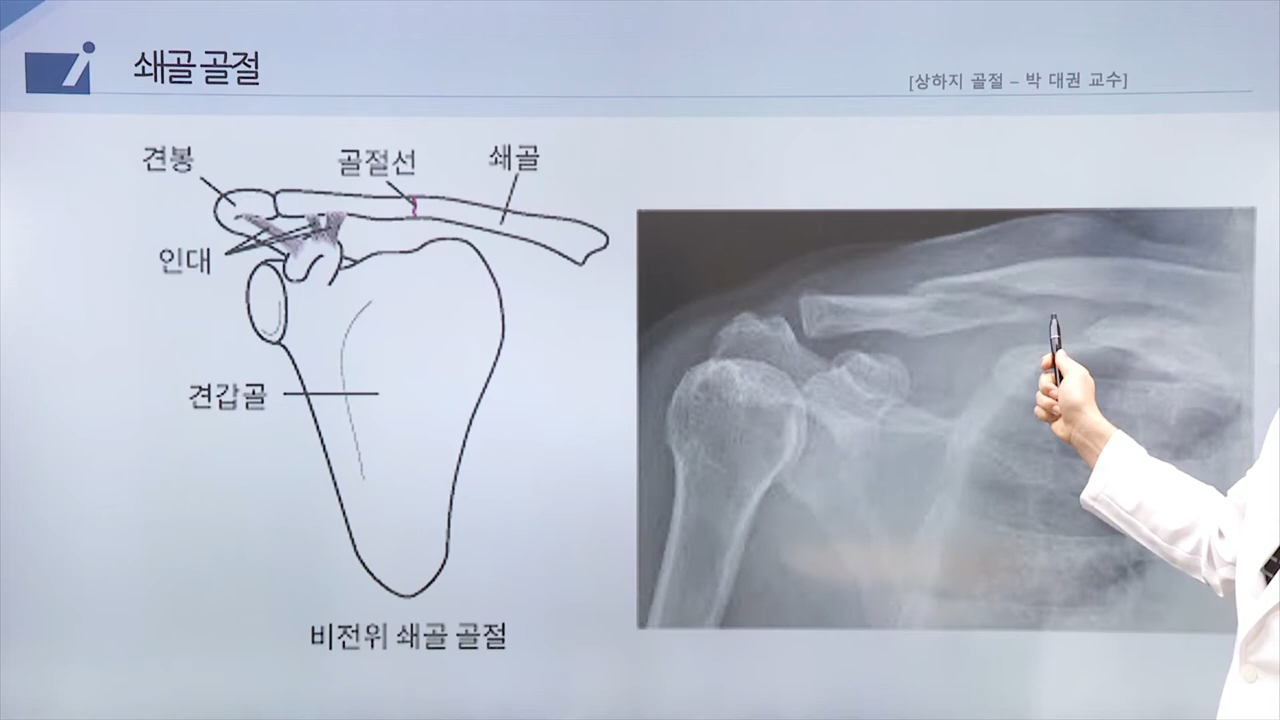 쇄골 골절
[상하지 골절 – 박 대권 교수]
견봉
골절선
쇄골
인대
견갑골
비전위 쇄골 골절